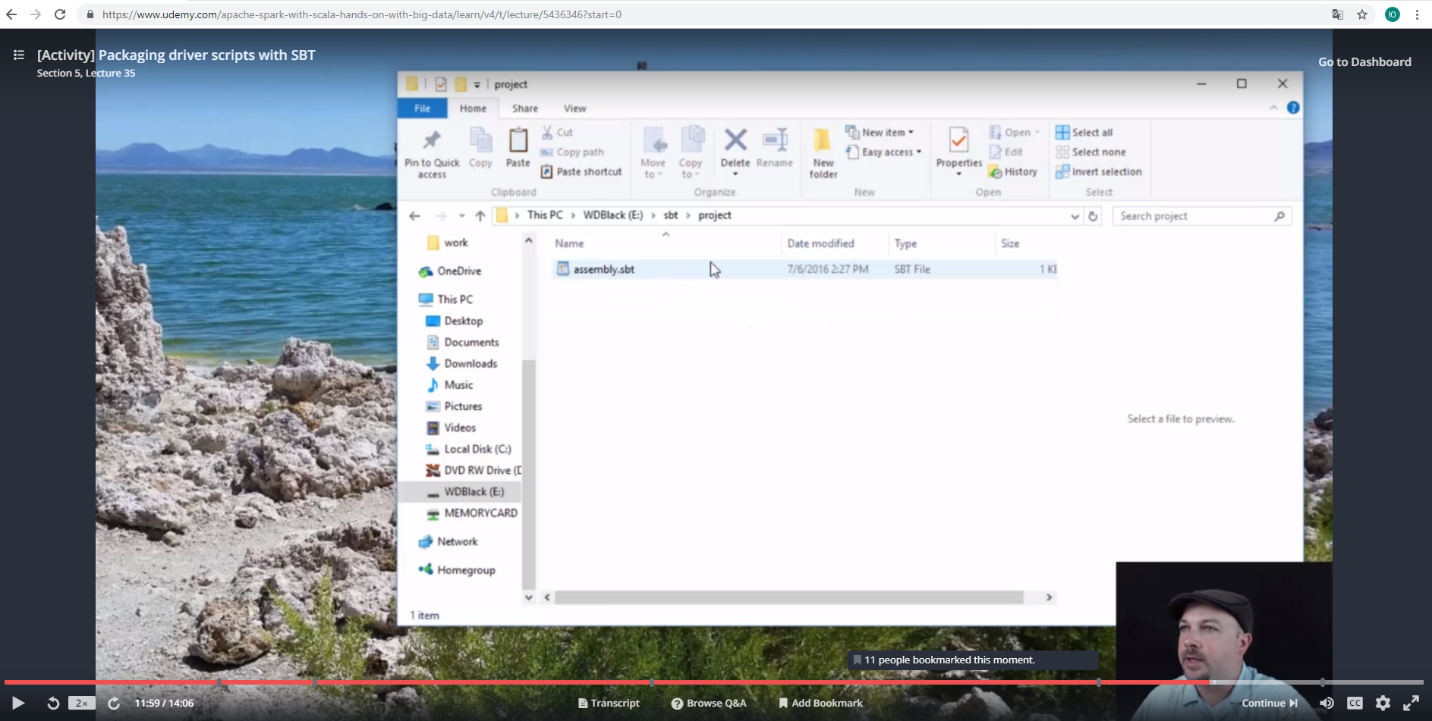 https://www.udemy.com/apache-spark-with-scala-hands-on-with-big-data/learn/v4/t/lecture/5436346?start=0
IO
[Activity] Packaging driver scripts with SBT
Section 5, Lecture 35
Go to Dashboard
project
File Home Share View
Pin to Quick access
Copy
Paste
Cut
Copy path
Paste shortcut
Move to
Copy to
Delete
Rename
New folder
New item
Easy access
Properties
Open
Edit
History
Select all
Select none
Invert selection
Clipboard Organize New Open Select
This PC > WDBlack (E:) > sbt > project
Search project
Name Date modified Type Size
assembly.sbt 7/6/2016 2:27 PM SBT File 1 KB
work
OneDrive
This PC
Desktop
Documents
Downloads
Music
Pictures
Videos
Local Disk (C:)
DVD RW Drive (D
WDBlack (E:)
MEMORYCARD
Network
Homegroup
Select a file to preview.
1 item
11 people bookmarked this moment.
2x
11:59 / 14:06
Transcript
Browse Q&A
Add Bookmark
Continue
CC